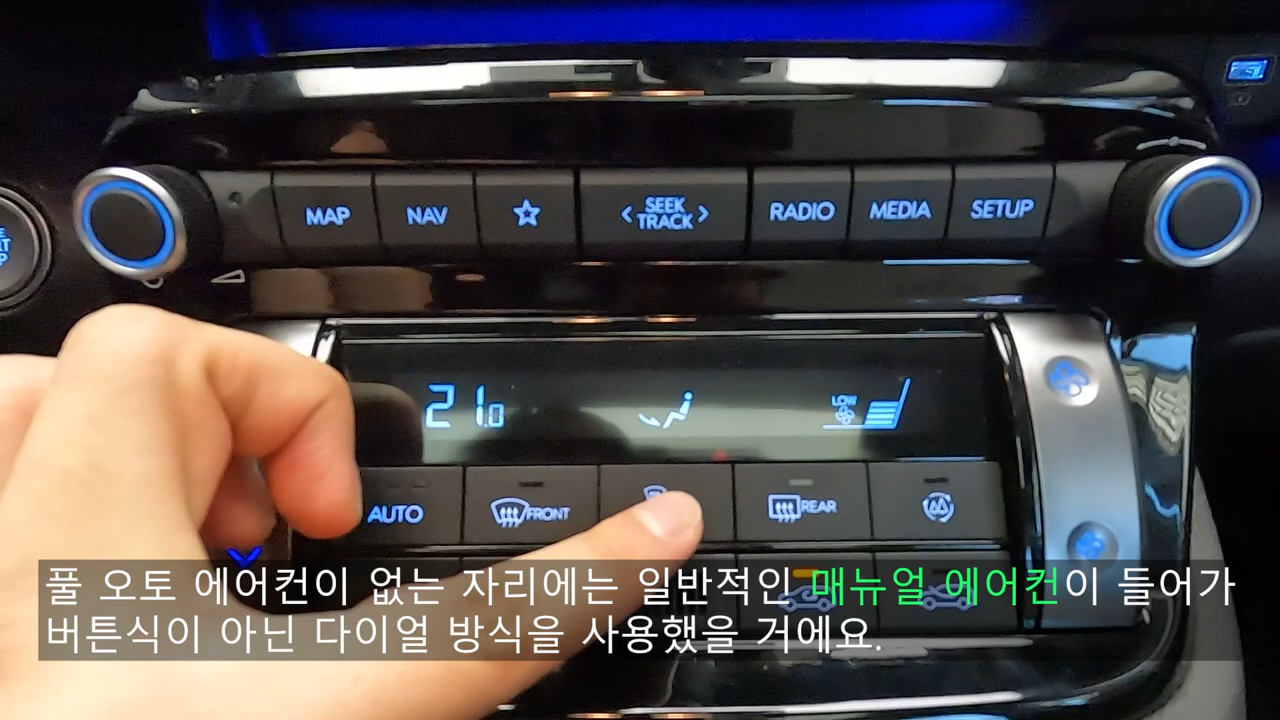 MAP
NAV
SEEK
TRACK
RADIO
MEDIA
SETUP
21.0
LOW
AUTO
FRONT
REAR
풀 오토 에어컨이 없는 자리에는 일반적인 매뉴얼 에어컨이 들어가
버튼식이 아닌 다이얼 방식을 사용했을 거에요.